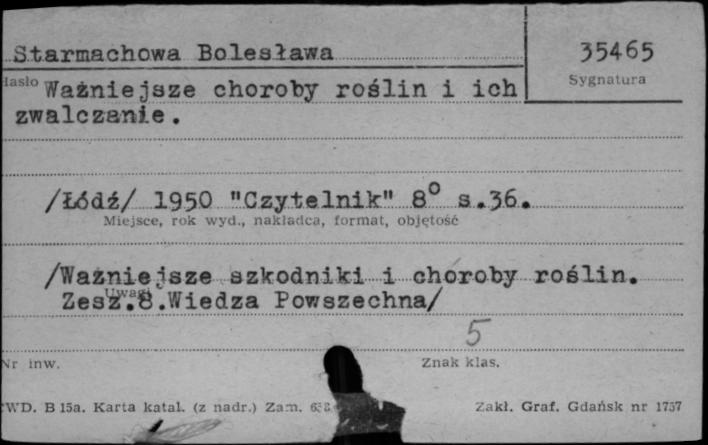 Starmachowa Bolesława
35465
Sygnatura
Hasło Ważniejsze choroby roślin i ich
zwalczanie.
/Łódź/ 1950 "Czytelnik" 8° s.36.
Miejsce, rok wyd., nakładca, format, objętość
/Ważniejsze szkodniki i choroby roślin.
Uwagi
Zesz.8.Wiedza Powszechna/
5
Nr inw.
Znak klas.
CWD. B 15a. Karta katal. (z nadr.) Zam.
Zakł. Graf. Gdańsk nr 1757